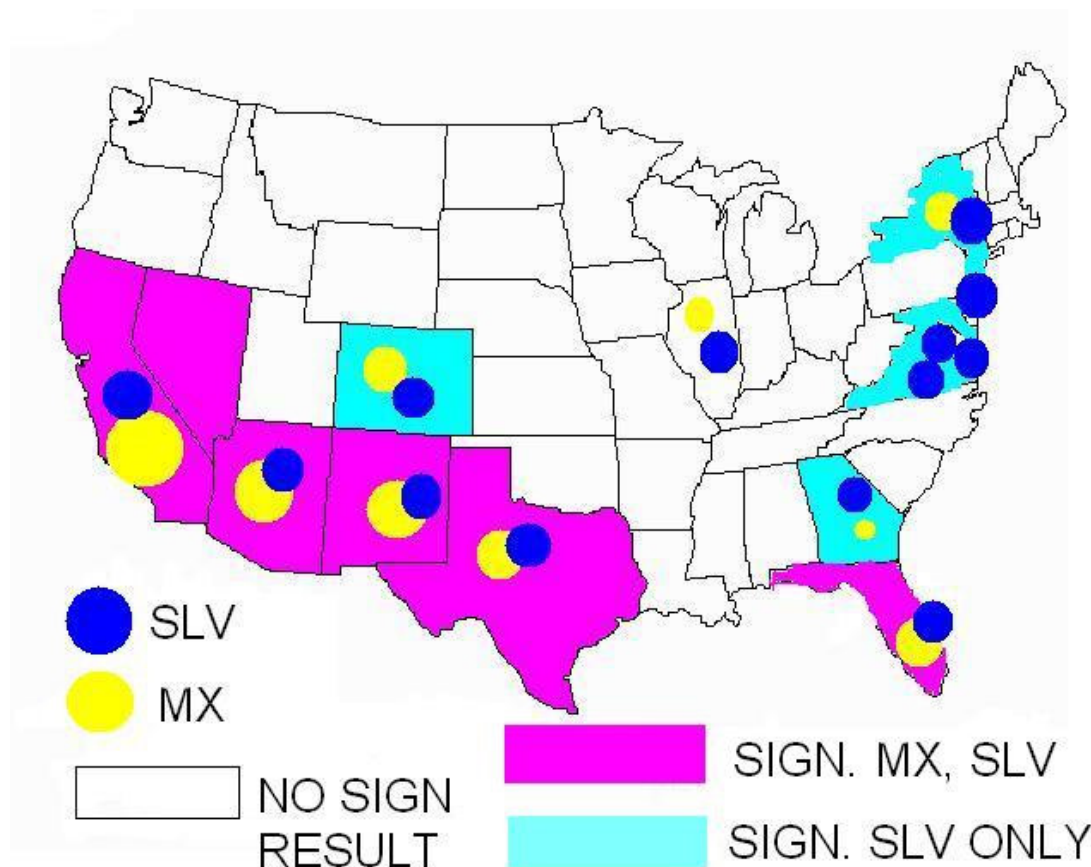 SLV
MX
NO SIGN
RESULT
SIGN. MX, SLV
SIGN. SLV ONLY